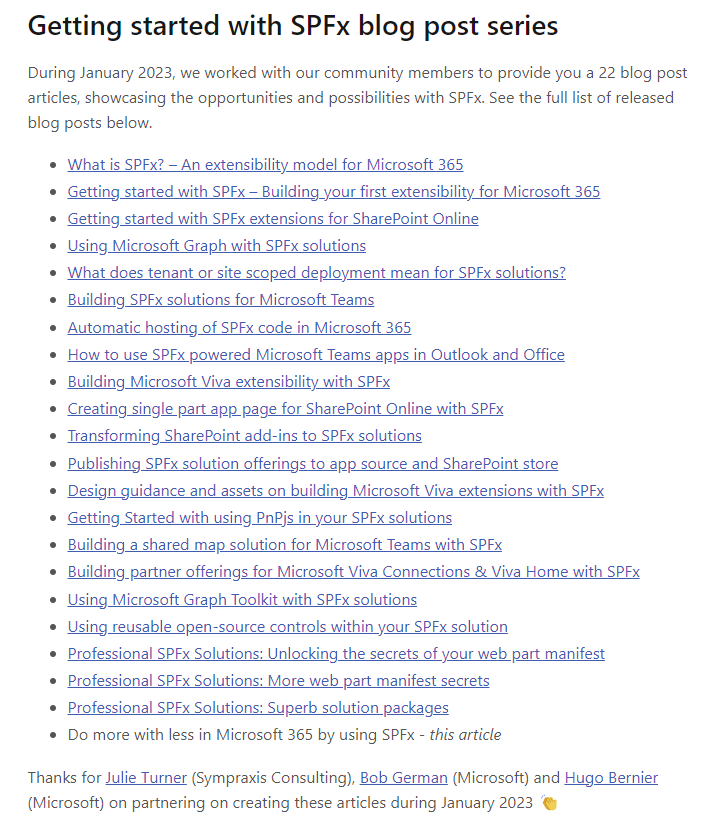 Getting started with SPFx blog post series
During January 2023, we worked with our community members to provide you a 22 blog post
articles, showcasing the opportunities and possibilities with SPFx. See the full list of released
blog posts below.
• What is SPFx? – An extensibility model for Microsoft 365
• Getting started with SPFx – Building your first extensibility for Microsoft 365
• Getting started with SPFx extensions for SharePoint Online
• Using Microsoft Graph with SPFx solutions
• What does tenant or site scoped deployment mean for SPFx solutions?
• Building SPFx solutions for Microsoft Teams
• Automatic hosting of SPFx code in Microsoft 365
• How to use SPFx powered Microsoft Teams apps in Outlook and Office
• Building Microsoft Viva extensibility with SPFx
• Creating single part app page for SharePoint Online with SPFx
• Transforming SharePoint add-ins to SPFx solutions
• Publishing SPFx solution offerings to app source and SharePoint store
• Design guidance and assets on building Microsoft Viva extensions with SPFx
• Getting Started with using PnPjs in your SPFx solutions
• Building a shared map solution for Microsoft Teams with SPFx
• Building partner offerings for Microsoft Viva Connections & Viva Home with SPFx
• Using Microsoft Graph Toolkit with SPFx solutions
• Using reusable open-source controls within your SPFx solution
• Professional SPFx Solutions: Unlocking the secrets of your web part manifest
• Professional SPFx Solutions: More web part manifest secrets
• Professional SPFx Solutions: Superb solution packages
• Do more with less in Microsoft 365 by using SPFx - this article
Thanks for Julie Turner (Sympraxis Consulting), Bob German (Microsoft) and Hugo Bernier
(Microsoft) on partnering on creating these articles during January 2023 👏